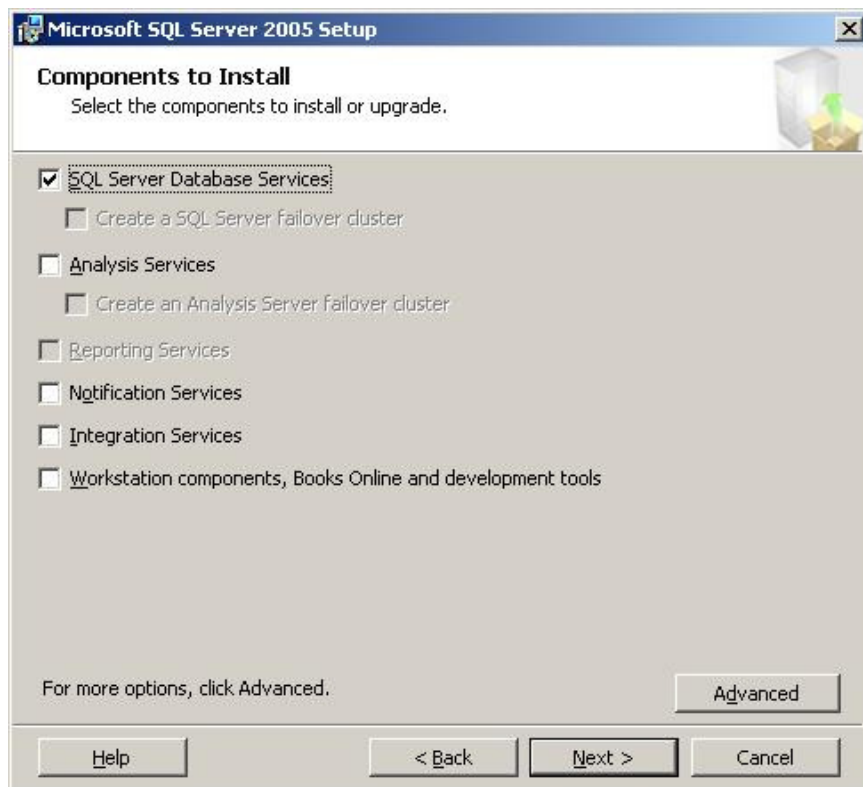 Microsoft SQL Server 2005 Setup
Components to Install
Select the components to install or upgrade.
SQL Server Database Services
Create a SQL Server failover cluster
Analysis Services
Create an Analysis Server failover cluster
Reporting Services
Notification Services
Integration Services
Workstation components, Books Online and development tools
For more options, click Advanced.
Advanced
Help
< Back
Next >
Cancel